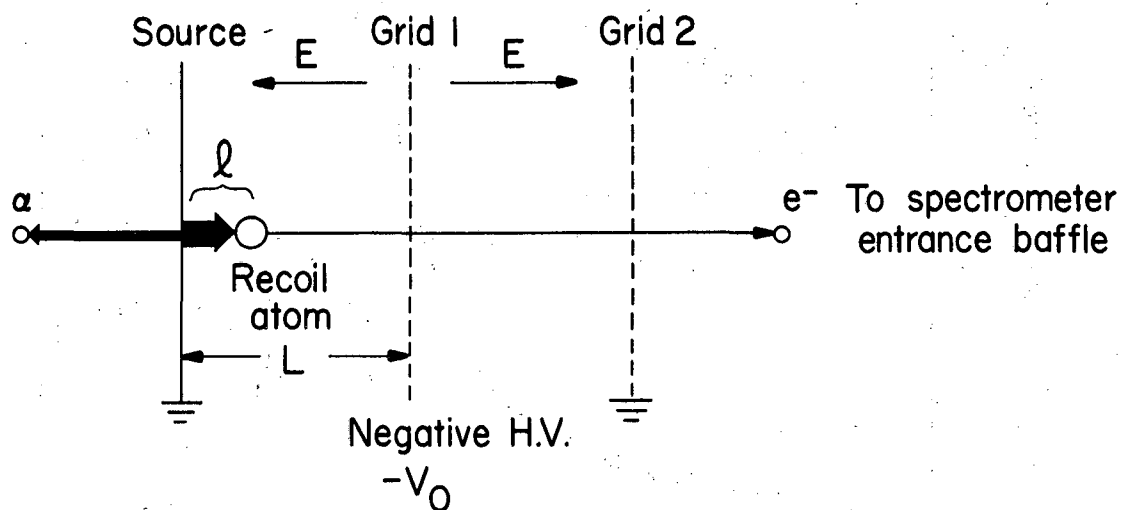 Source
Grid 1
Grid 2
E
E
ℓ
α
e⁻
To spectrometer
entrance baffle
Recoil
atom
L
Negative H.V.
-V₀